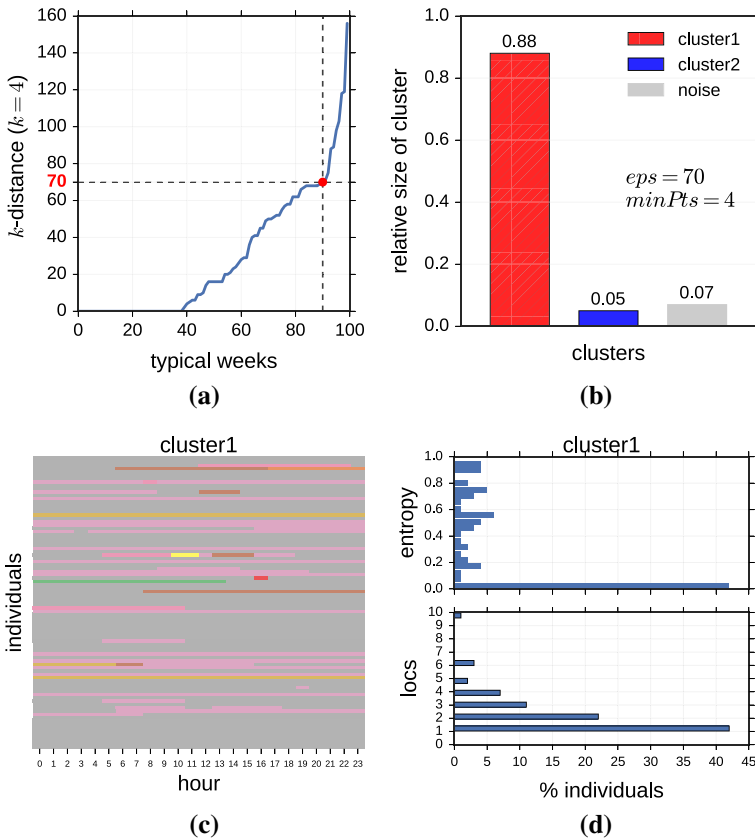 160
140
120
100
80
70
60
40
20
0
k-distance (k = 4)
0 20 40 60 80 100
typical weeks
(a)
1.0
0.8
0.6
0.4
0.2
0.0
relative size of cluster
0.88
0.05
0.07
cluster1
cluster2
noise
eps = 70
minPts = 4
clusters
(b)
cluster1
individuals
0 1 2 3 4 5 6 7 8 9 10 11 12 13 14 15 16 17 18 19 20 21 22 23
hour
(c)
cluster1
1.0
0.8
0.6
0.4
0.2
0.0
entropy
10
9
8
7
6
5
4
3
2
1
locs
0 5 10 15 20 25 30 35 40 45
% individuals
(d)